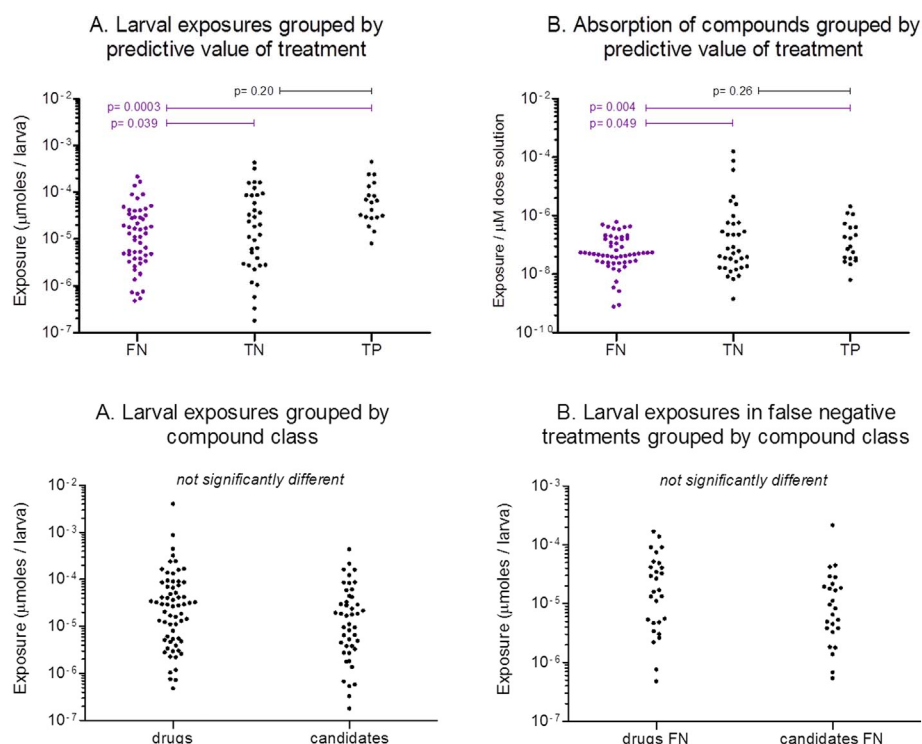 A. Larval exposures grouped by
predictive value of treatment
p= 0.20
p= 0.0003
p= 0.039
Exposure (μmoles / larva)
10-2
10-3
10-4
10-5
10-6
10-7
FN TN TP
B. Absorption of compounds grouped by
predictive value of treatment
p= 0.26
p= 0.004
p= 0.049
Exposure / μM dose solution
10-2
10-4
10-6
10-8
10-10
FN TN TP
A. Larval exposures grouped by
compound class
not significantly different
Exposure (μmoles / larva)
10-2
10-3
10-4
10-5
10-6
10-7
drugs candidates
B. Larval exposures in false negative
treatments grouped by compound class
not significantly different
Exposure (μmoles / larva)
10-3
10-4
10-5
10-6
10-7
drugs FN candidates FN